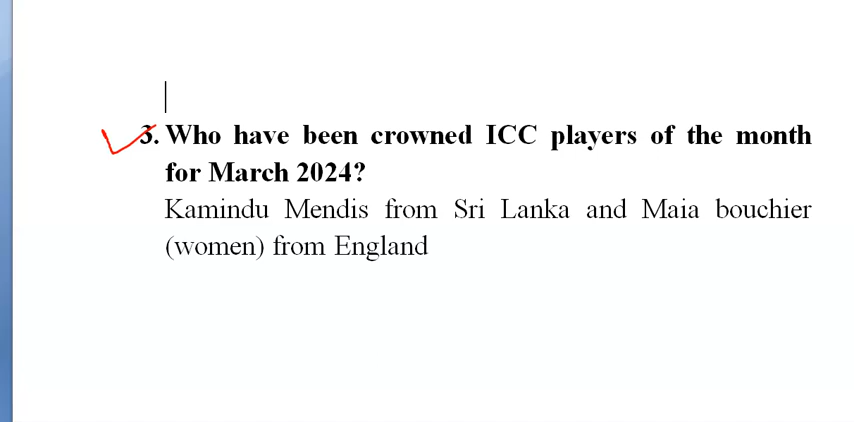 3. Who have been crowned ICC players of the month
for March 2024?
Kamindu Mendis from Sri Lanka and Maia bouchier
(women) from England